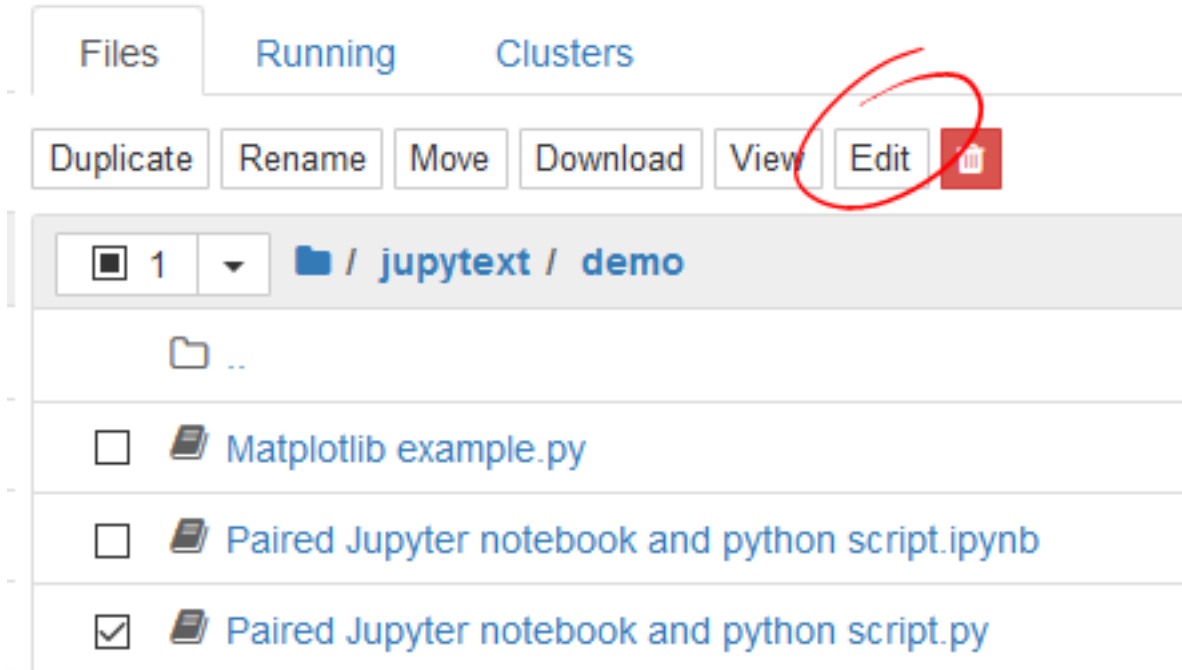 Files Running Clusters
Duplicate Rename Move Download View Edit
1 / jupytext / demo
..
Matplotlib example.py
Paired Jupyter notebook and python script.ipynb
Paired Jupyter notebook and python script.py